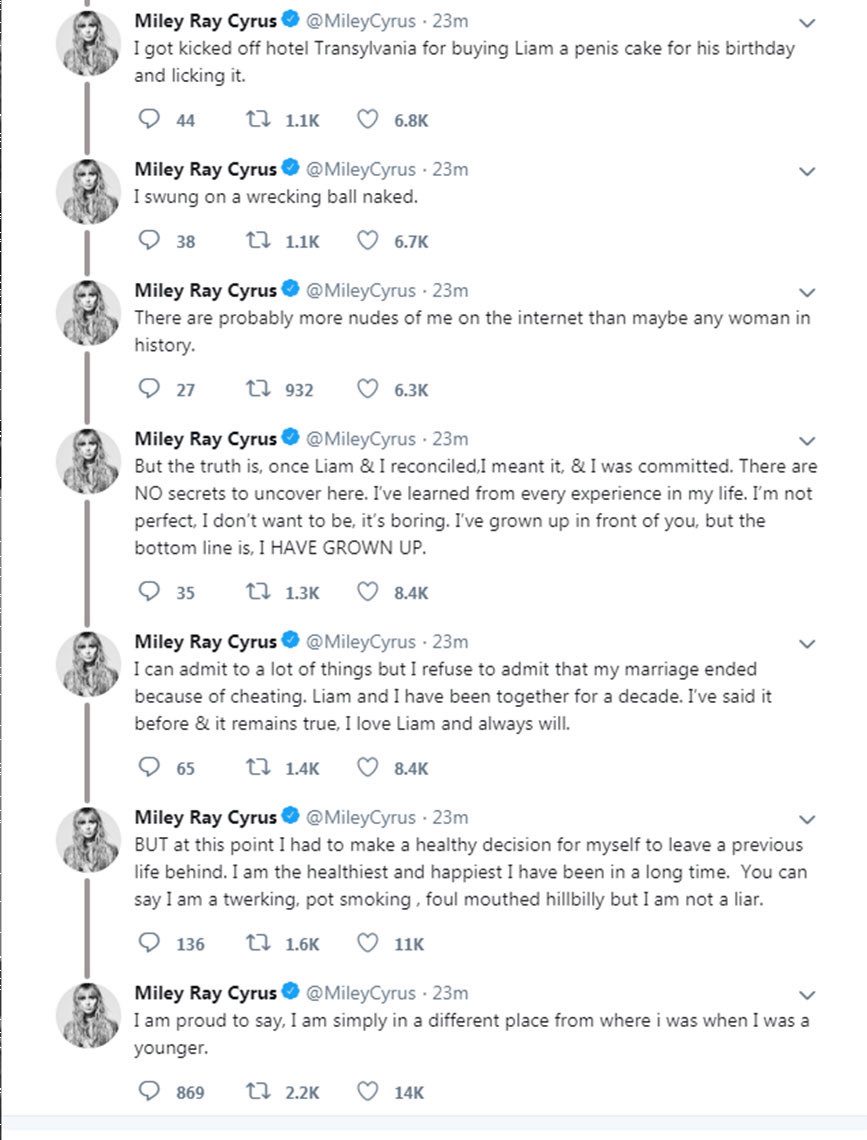 Miley Ray Cyrus @MileyCyrus · 23m
I got kicked off hotel Transylvania for buying Liam a penis cake for his birthday
and licking it.
44 1.1K 6.8K
Miley Ray Cyrus @MileyCyrus · 23m
I swung on a wrecking ball naked.
38 1.1K 6.7K
Miley Ray Cyrus @MileyCyrus · 23m
There are probably more nudes of me on the internet than maybe any woman in
history.
27 932 6.3K
Miley Ray Cyrus @MileyCyrus · 23m
But the truth is, once Liam & I reconciled,I meant it, & I was committed. There are
NO secrets to uncover here. I've learned from every experience in my life. I'm not
perfect, I don't want to be, it's boring. I've grown up in front of you, but the
bottom line is, I HAVE GROWN UP.
35 1.3K 8.4K
Miley Ray Cyrus @MileyCyrus · 23m
I can admit to a lot of things but I refuse to admit that my marriage ended
because of cheating. Liam and I have been together for a decade. I've said it
before & it remains true, I love Liam and always will.
65 1.4K 8.4K
Miley Ray Cyrus @MileyCyrus · 23m
BUT at this point I had to make a healthy decision for myself to leave a previous
life behind. I am the healthiest and happiest I have been in a long time.  You can
say I am a twerking, pot smoking , foul mouthed hillbilly but I am not a liar.
136 1.6K 11K
Miley Ray Cyrus @MileyCyrus · 23m
I am proud to say, I am simply in a different place from where i was when I was a
younger.
869 2.2K 14K